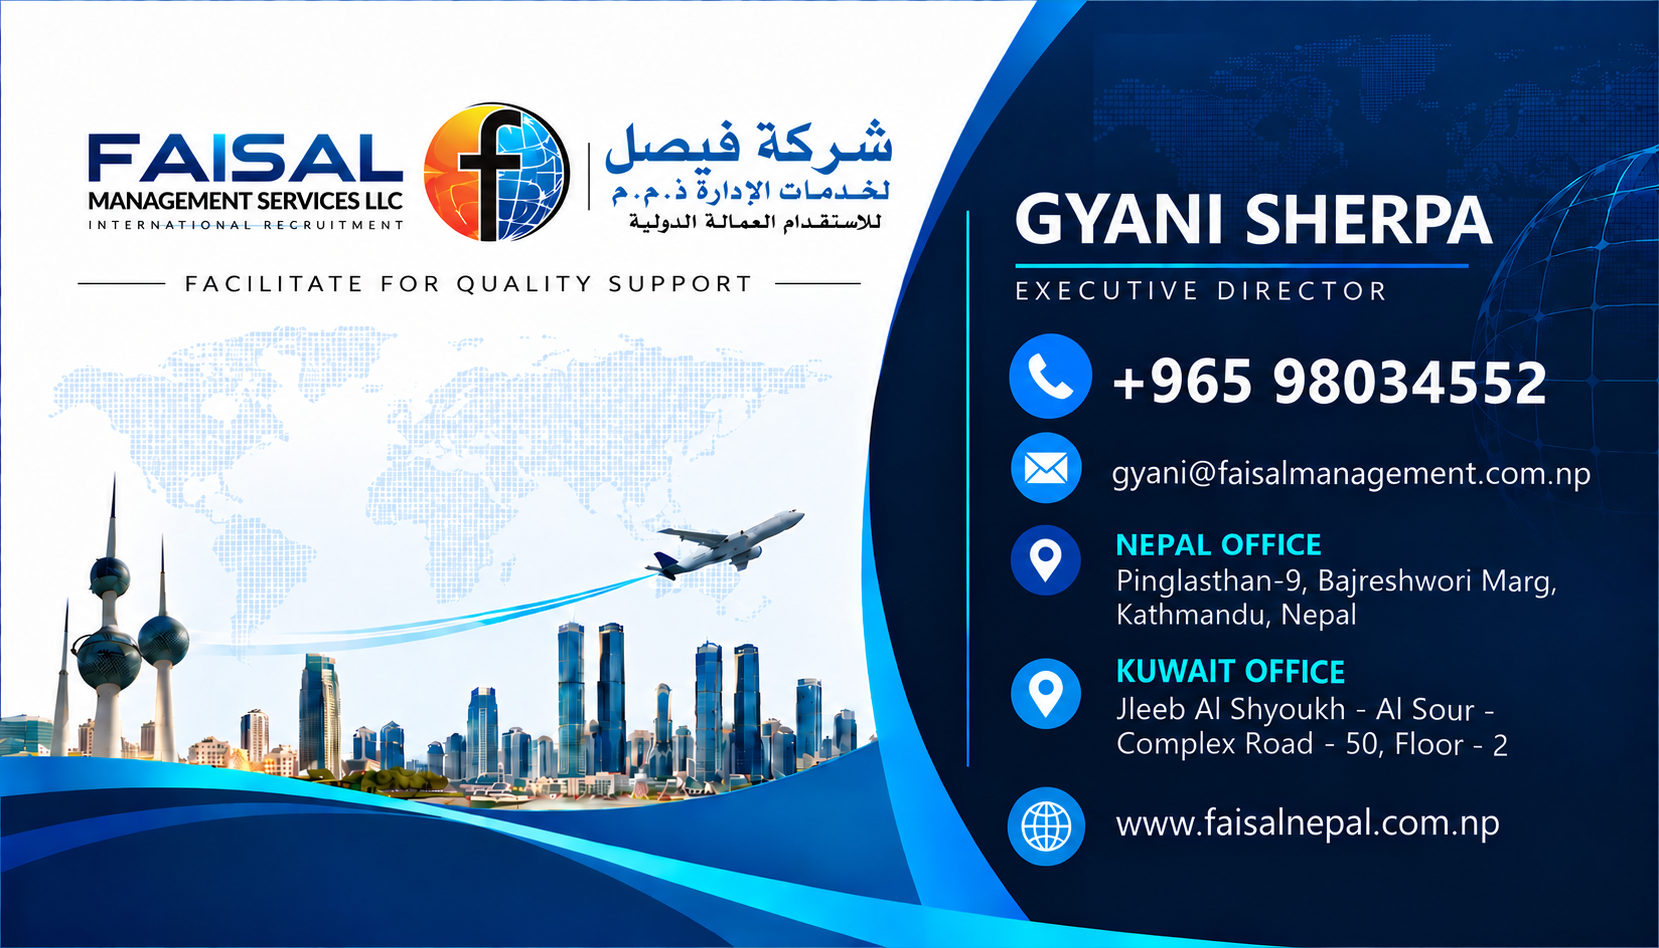 FAISAL
MANAGEMENT SERVICES LLC
INTERNATIONAL RECRUITMENT
f
شركة فيصل
لخدمات الإدارة ذ.م.م
للاستقدام العمالة الدولية
FACILITATE FOR QUALITY SUPPORT
GYANI SHERPA
EXECUTIVE DIRECTOR
+965 98034552
gyani@faisalmanagement.com.np
NEPAL OFFICE
Pinglasthan-9, Bajreshwori Marg,
Kathmandu, Nepal
KUWAIT OFFICE
Jleeb Al Shyoukh - Al Sour -
Complex Road - 50, Floor - 2
www.faisalnepal.com.np